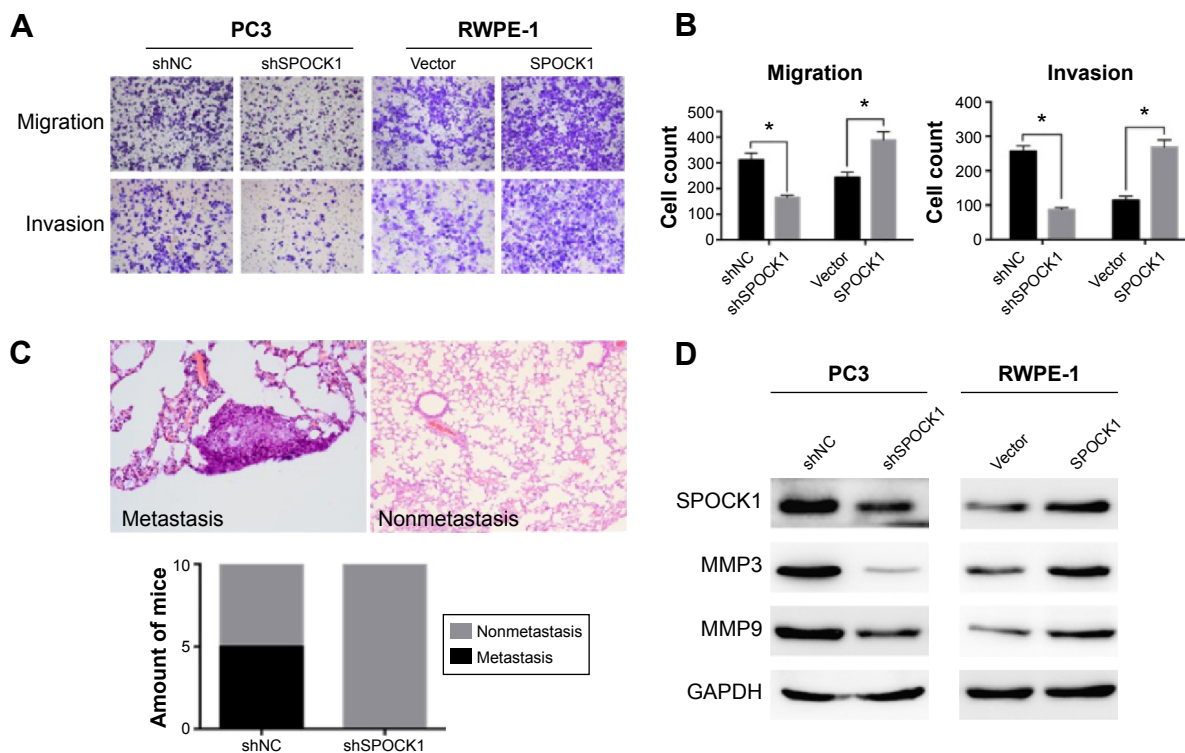 A
PC3
RWPE-1
shNC
shSPOCK1
Vector
SPOCK1
Migration
Invasion
B
Migration
Cell count
500
400
300
200
100
0
*
*
shNC
shSPOCK1
Vector
SPOCK1
Invasion
Cell count
400
300
200
100
0
*
*
shNC
shSPOCK1
Vector
SPOCK1
C
Metastasis
Nonmetastasis
Amount of mice
10
5
0
shNC
shSPOCK1
Nonmetastasis
Metastasis
D
PC3
RWPE-1
shNC
shSPOCK1
Vector
SPOCK1
SPOCK1
MMP3
MMP9
GAPDH